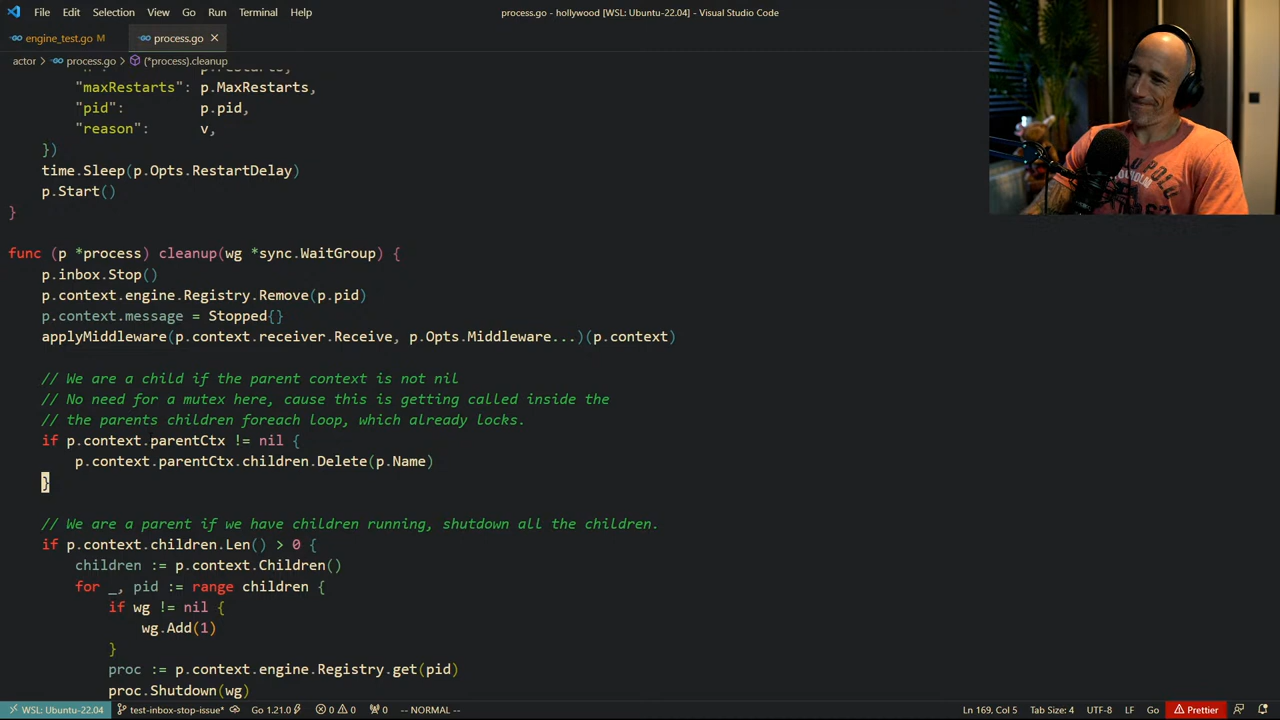 File Edit Selection View Go Run Terminal Help
process.go - hollywood [WSL: Ubuntu-22.04] - Visual Studio Code
engine_test.go M
process.go
actor > process.go > (*process).cleanup
"maxRestarts": p.MaxRestarts,
"pid": p.pid,
"reason": v,
})
time.Sleep(p.Opts.RestartDelay)
p.Start()
}
func (p *process) cleanup(wg *sync.WaitGroup) {
p.inbox.Stop()
p.context.engine.Registry.Remove(p.pid)
p.context.message = Stopped{}
applyMiddleware(p.context.receiver.Receive, p.Opts.Middleware...)(p.context)
// We are a child if the parent context is not nil
// No need for a mutex here, cause this is getting called inside the
// the parents children foreach loop, which already locks.
if p.context.parentCtx != nil {
p.context.parentCtx.children.Delete(p.Name)
}
// We are a parent if we have children running, shutdown all the children.
if p.context.children.Len() > 0 {
children := p.context.Children()
for _, pid := range children {
if wg != nil {
wg.Add(1)
}
proc := p.context.engine.Registry.get(pid)
proc.Shutdown(wg)
WSL: Ubuntu-22.04 test-inbox-stop-issue* Go 1.21.0 0 0 0 -- NORMAL -- Ln 169, Col 5 Tab Size: 4 UTF-8 LF Go Prettier